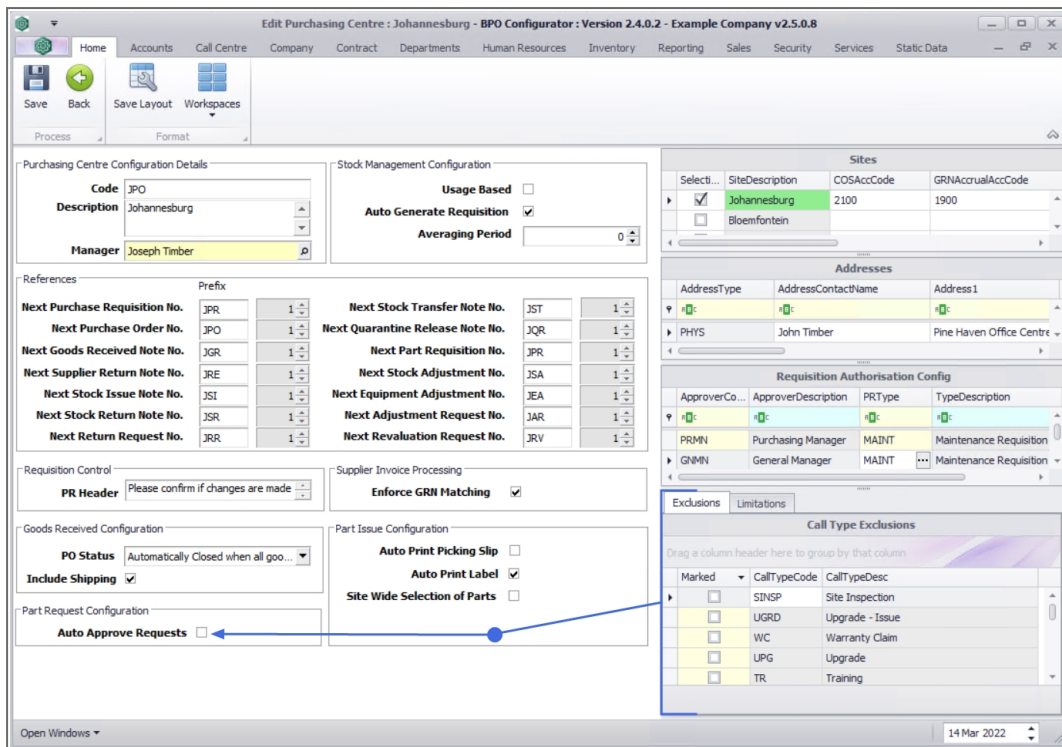 Edit Purchasing Centre : Johannesburg - BPO Configurator : Version 2.4.0.2 - Example Company v2.5.0.8
Home Accounts Call Centre Company Contract Departments Human Resources Inventory Reporting Sales Security Services Static Data
Save Back Save Layout Workspaces
Process Format
Purchasing Centre Configuration Details
Code JPO
Description Johannesburg
Manager Joseph Timber
Stock Management Configuration
Usage Based
Auto Generate Requisition
Averaging Period 0
References
Prefix
Next Purchase Requisition No. JPR 1 Next Stock Transfer Note No. JST 1
Next Purchase Order No. JPO 1 Next Quarantine Release Note No. JQR 1
Next Goods Received Note No. JGR 1 Next Part Requisition No. JPR 1
Next Supplier Return Note No. JRE 1 Next Stock Adjustment No. JSA 1
Next Stock Issue Note No. JSI 1 Next Equipment Adjustment No. JEA 1
Next Stock Return Note No. JSR 1 Next Adjustment Request No. JAR 1
Next Return Request No. JRR 1 Next Revaluation Request No. JRV 1
Requisition Control
PR Header Please confirm if changes are made
Supplier Invoice Processing
Enforce GRN Matching
Goods Received Configuration
PO Status Automatically Closed when all goo...
Include Shipping
Part Issue Configuration
Auto Print Picking Slip
Auto Print Label
Site Wide Selection of Parts
Part Request Configuration
Auto Approve Requests
Sites
Selecti... SiteDescription COSAccCode GRNAccrualAccCode
Johannesburg 2100 1900
Bloemfontein
Addresses
AddressType AddressContactName Address1
PHYS John Timber Pine Haven Office Centre
Requisition Authorisation Config
ApproverCo... ApproverDescription PRType TypeDescription
PRMN Purchasing Manager MAINT Maintenance Requisition
GNMN General Manager MAINT ... Maintenance Requisition
Exclusions Limitations
Call Type Exclusions
Drag a column header here to group by that column
Marked CallTypeCode CallTypeDesc
SINSP Site Inspection
UGRD Upgrade - Issue
WC Warranty Claim
UPG Upgrade
TR Training
Open Windows 14 Mar 2022